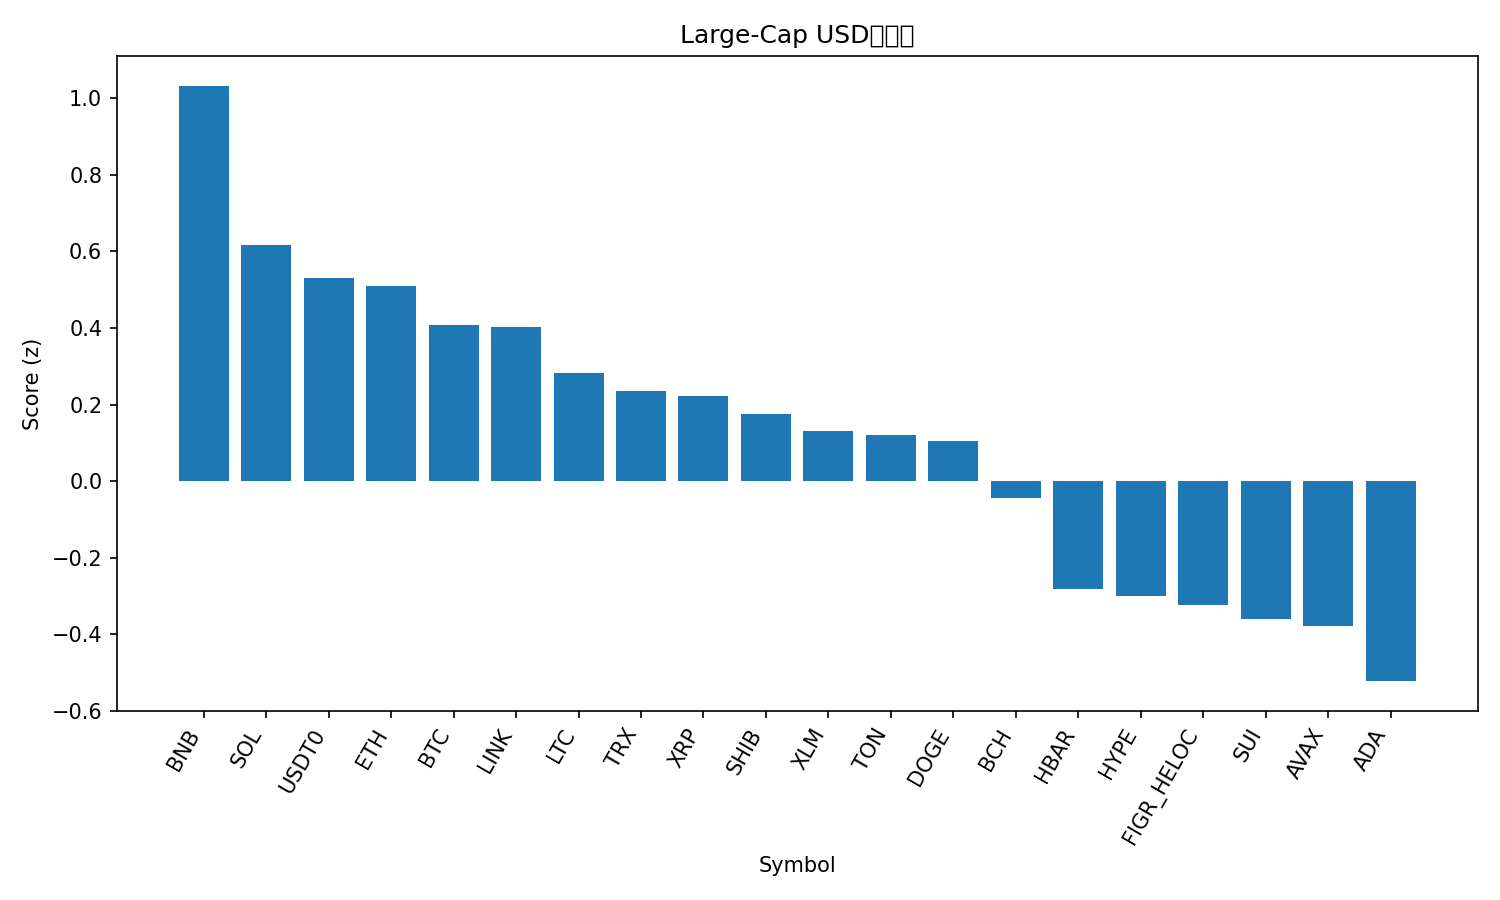 Large-Cap USD
Score (z)
1.0
0.8
0.6
0.4
0.2
0.0
−0.2
−0.4
−0.6
BNB
SOL
USDT0
ETH
BTC
LINK
LTC
TRX
XRP
SHIB
XLM
TON
DOGE
BCH
HBAR
HYPE
FIGR_HELOC
SUI
AVAX
ADA
Symbol